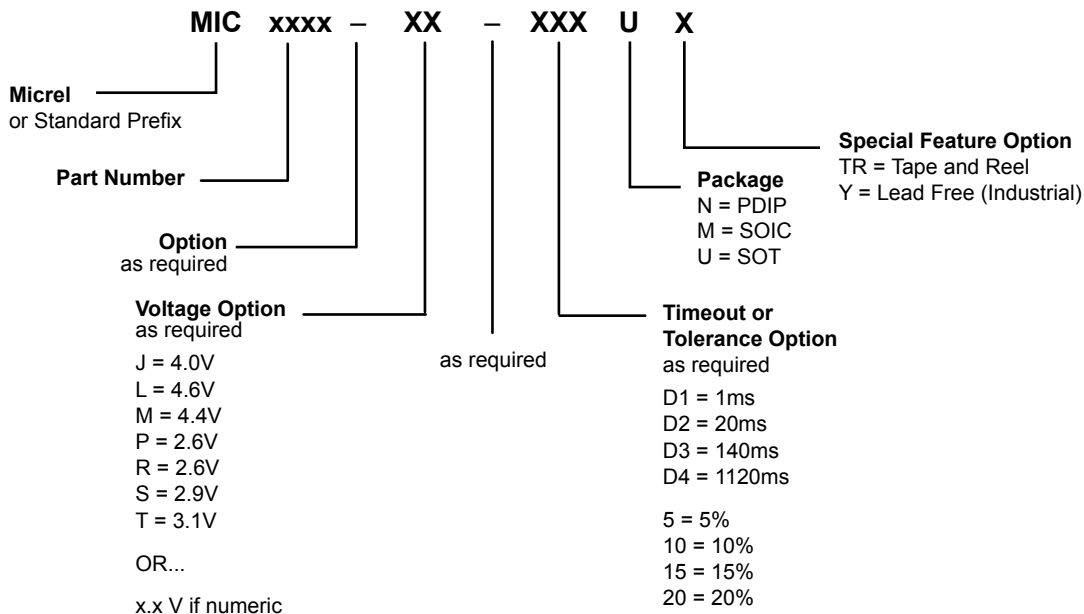 MIC xxxx – XX – XXX U X
Micrel
or Standard Prefix
Part Number
Option
as required
Voltage Option
as required
J = 4.0V
L = 4.6V
M = 4.4V
P = 2.6V
R = 2.6V
S = 2.9V
T = 3.1V
OR...
x.x V if numeric
as required
Timeout or
Tolerance Option
as required
D1 = 1ms
D2 = 20ms
D3 = 140ms
D4 = 1120ms
5 = 5%
10 = 10%
15 = 15%
20 = 20%
Package
N = PDIP
M = SOIC
U = SOT
Special Feature Option
TR = Tape and Reel
Y = Lead Free (Industrial)